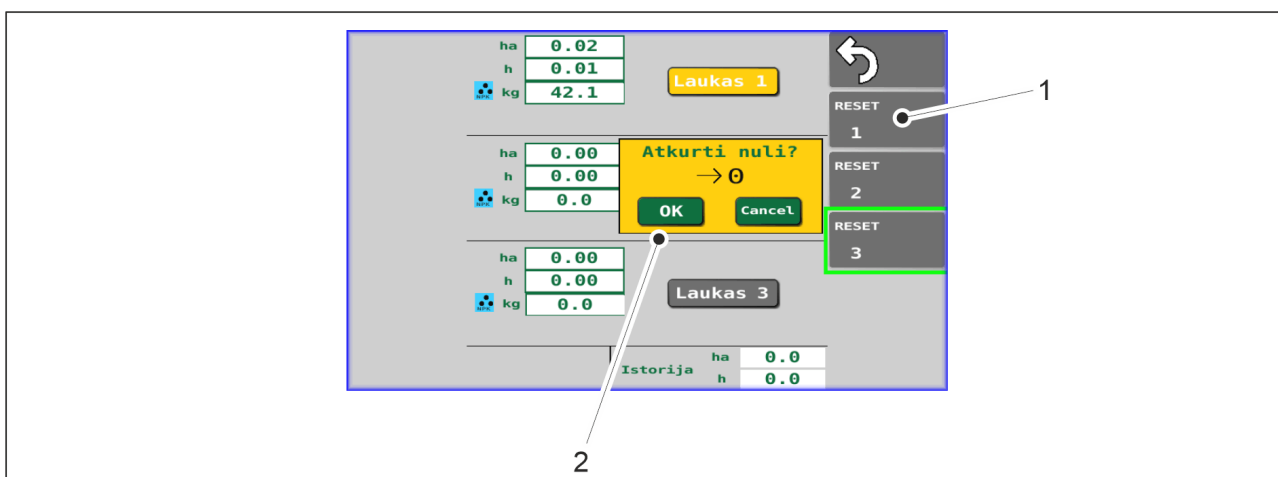 ha 0.02
h 0.01
NPK kg 42.1
Laukas 1
RESET
1
1
ha 0.00
h 0.00
NPK kg 0.0
Atkurti nuli?
→0
OK Cancel
RESET
2
RESET
3
ha 0.00
h 0.00
NPK kg 0.0
Laukas 3
Istorija
ha 0.0
h 0.0
2